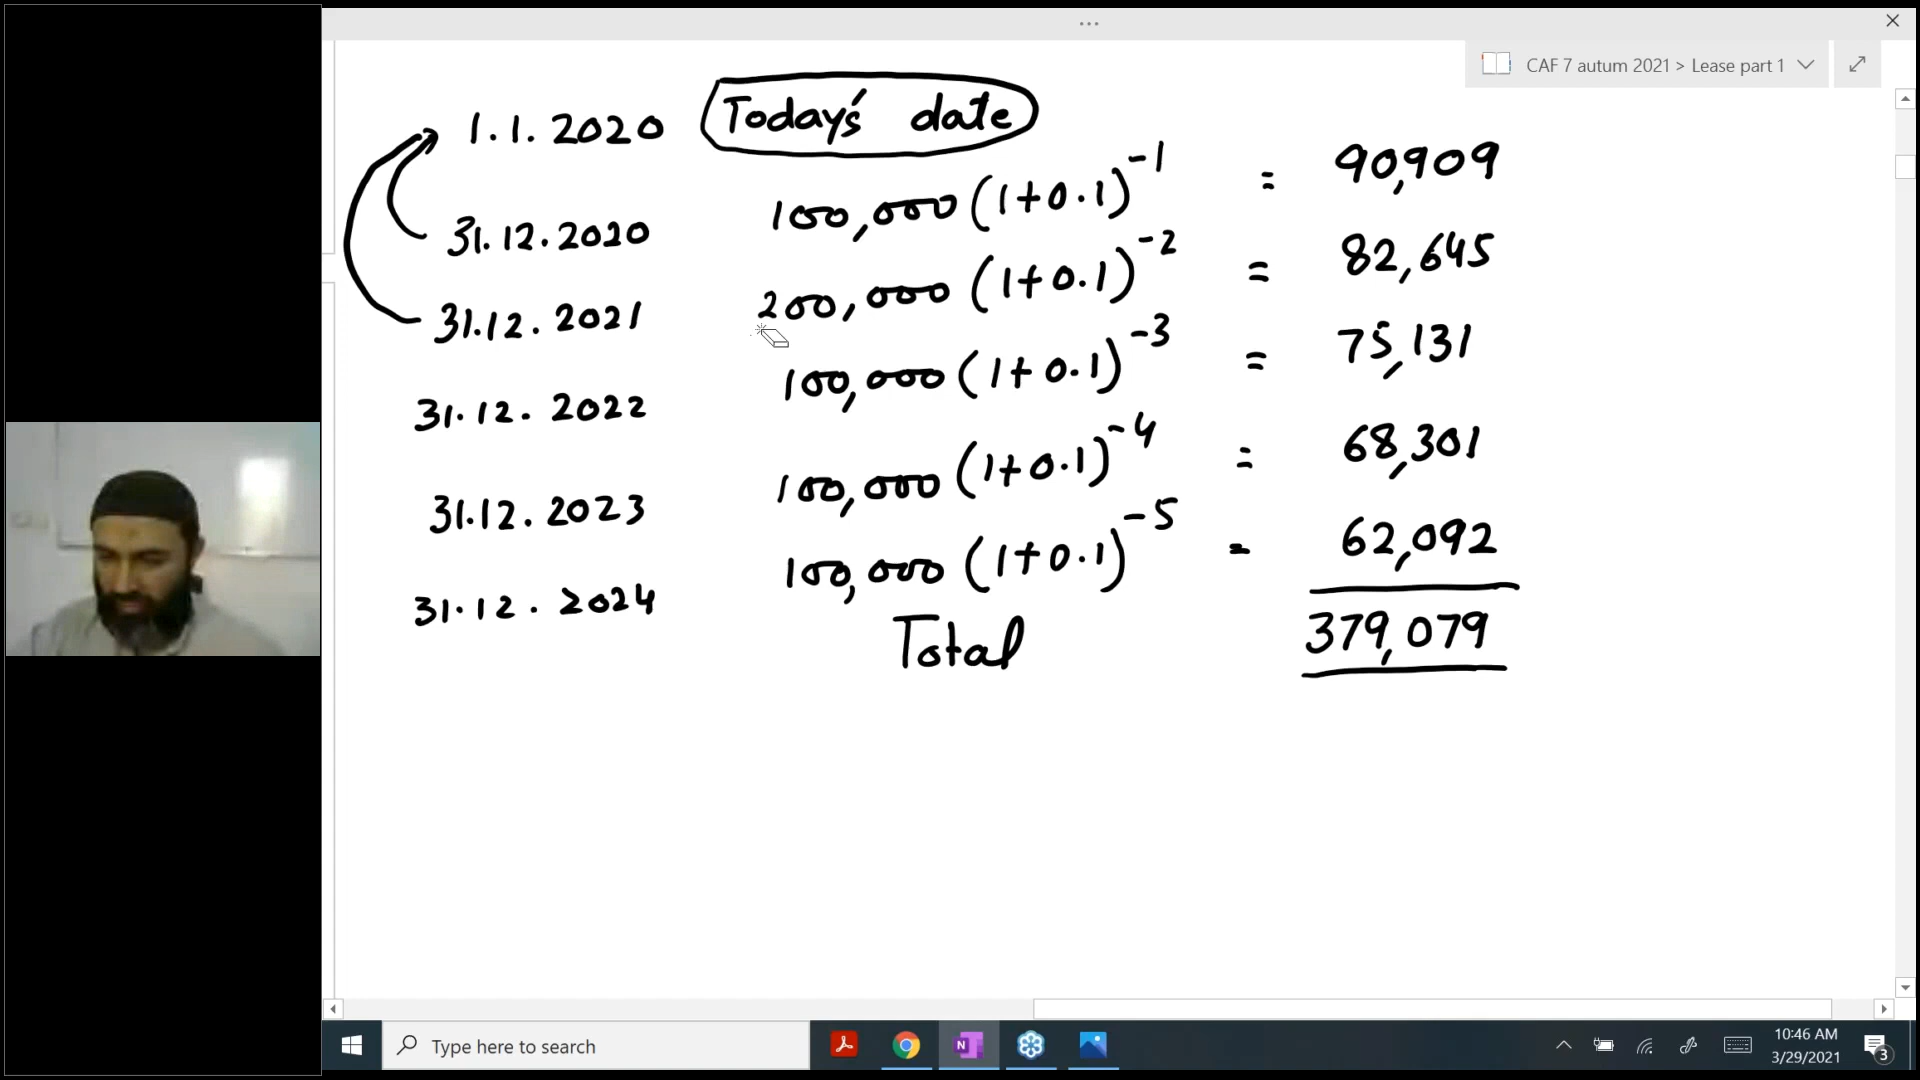 CAF 7 autum 2021 > Lease part 1
1.1.2020 Today's date
31.12.2020 100,000(1+0.1)^-1 = 90,909
31.12.2021 200,000(1+0.1)^-2 = 82,645
31.12.2022 100,000(1+0.1)^-3 = 75,131
31.12.2023 100,000(1+0.1)^-4 = 68,301
31.12.2024 100,000(1+0.1)^-5 = 62,092
Total 379,079
Type here to search
10:46 AM
3/29/2021
3